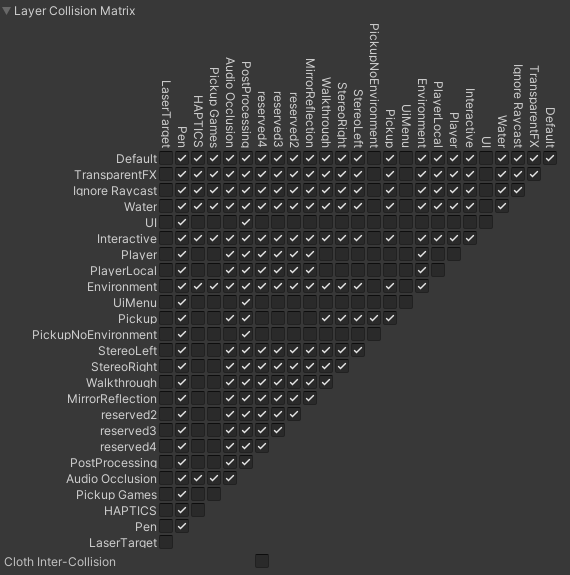 Layer Collision Matrix
LaserTarget
Pen
HAPTICS
Pickup Games
Audio Occlusion
PostProcessing
reserved4
reserved3
reserved2
MirrorReflection
Walkthrough
StereoRight
StereoLeft
PickupNoEnvironment
Pickup
UiMenu
Environment
PlayerLocal
Player
Interactive
UI
Water
Ignore Raycast
TransparentFX
Default
Default
TransparentFX
Ignore Raycast
Water
UI
Interactive
Player
PlayerLocal
Environment
UiMenu
Pickup
PickupNoEnvironment
StereoLeft
StereoRight
Walkthrough
MirrorReflection
reserved2
reserved3
reserved4
PostProcessing
Audio Occlusion
Pickup Games
HAPTICS
Pen
LaserTarget
Cloth Inter-Collision